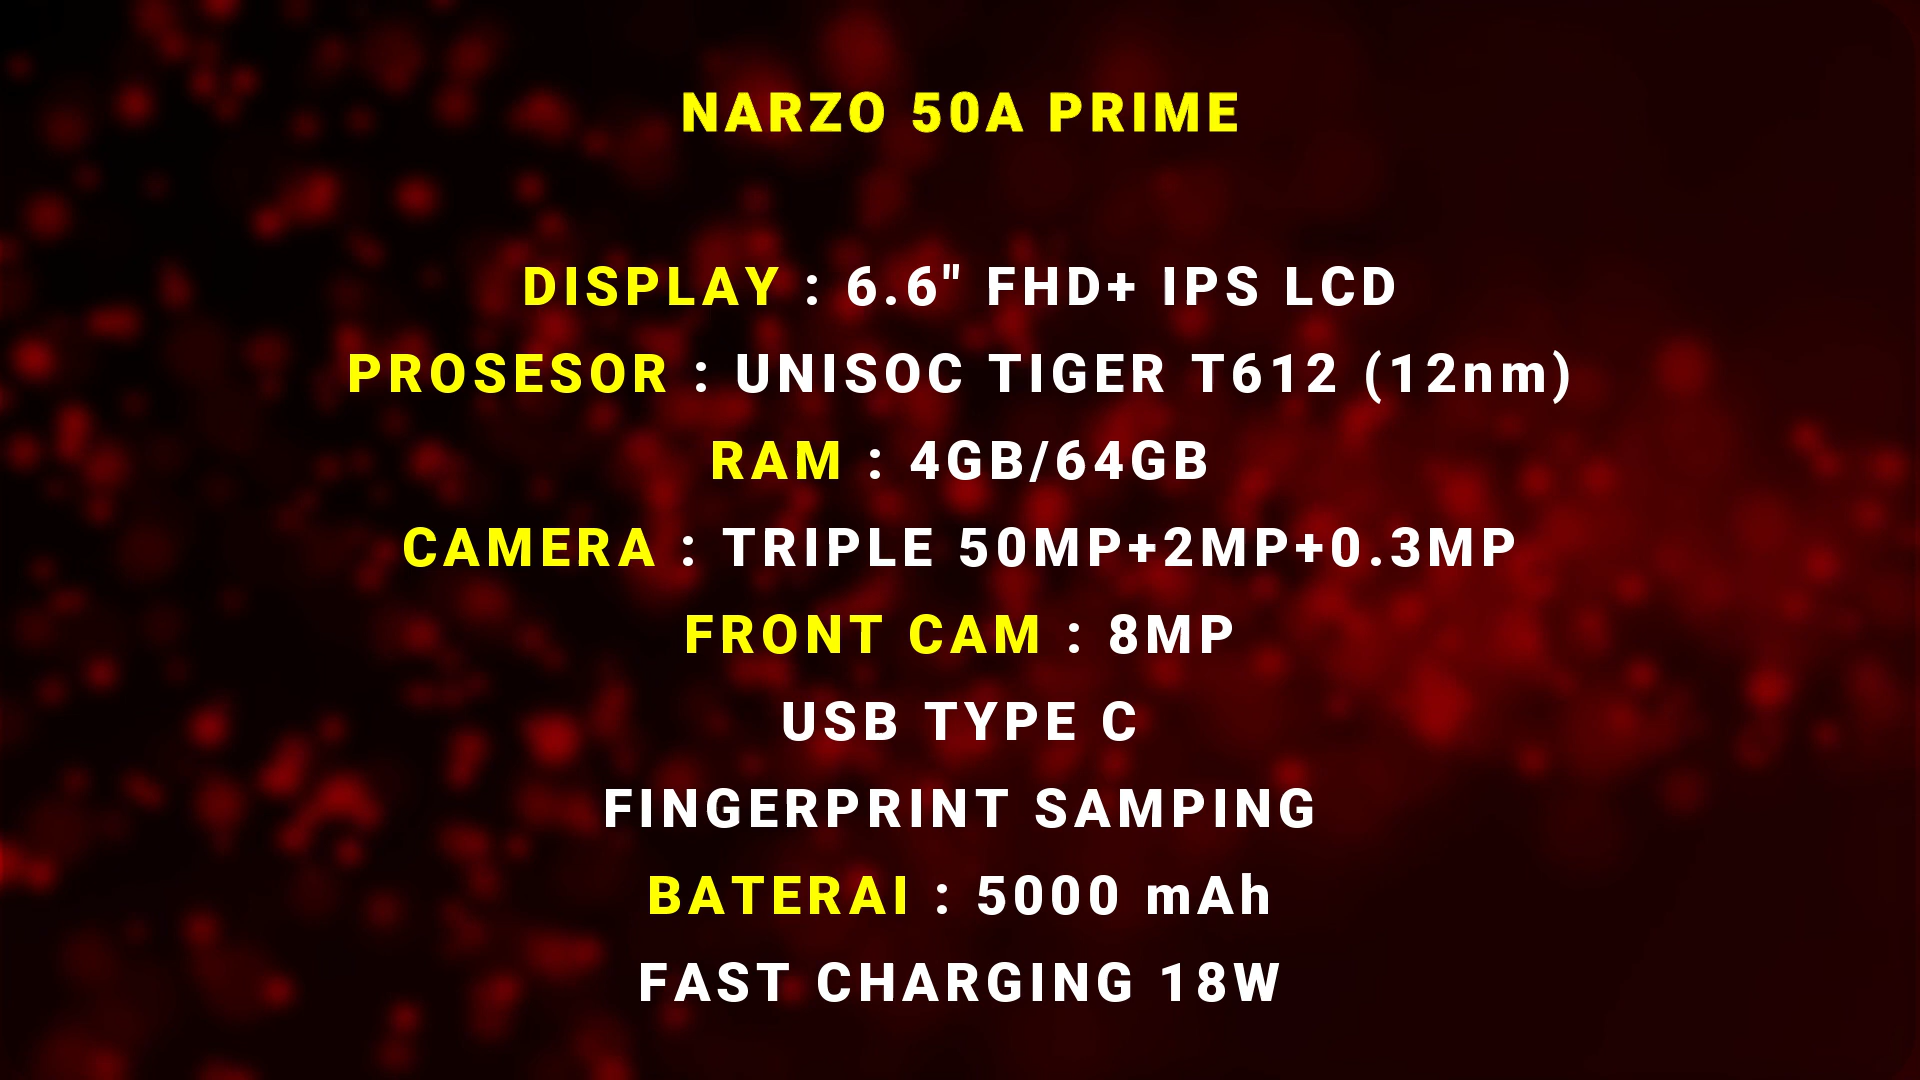 NARZO 50A PRIME
DISPLAY : 6.6" FHD+ IPS LCD
PROSESOR : UNISOC TIGER T612 (12nm)
RAM : 4GB/64GB
CAMERA : TRIPLE 50MP+2MP+0.3MP
FRONT CAM : 8MP
USB TYPE C
FINGERPRINT SAMPING
BATERAI : 5000 mAh
FAST CHARGING 18W